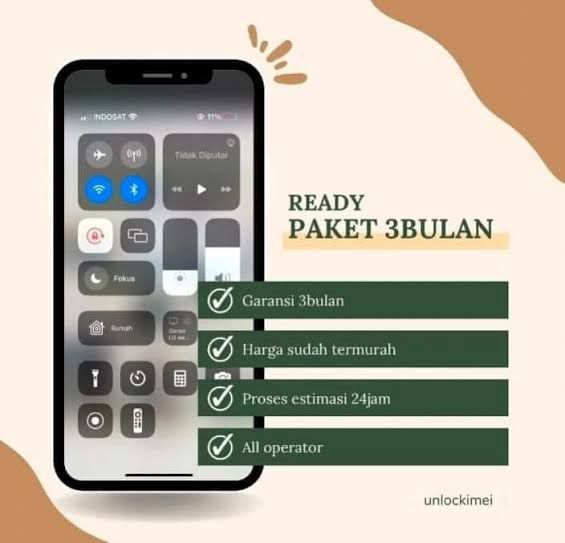 INDOSAT
11%
Tidak Diputar
READY
PAKET 3BULAN
Fokus
Garansi 3bulan
Rumah
Harga sudah termurah
Proses estimasi 24jam
All operator
unlockimei